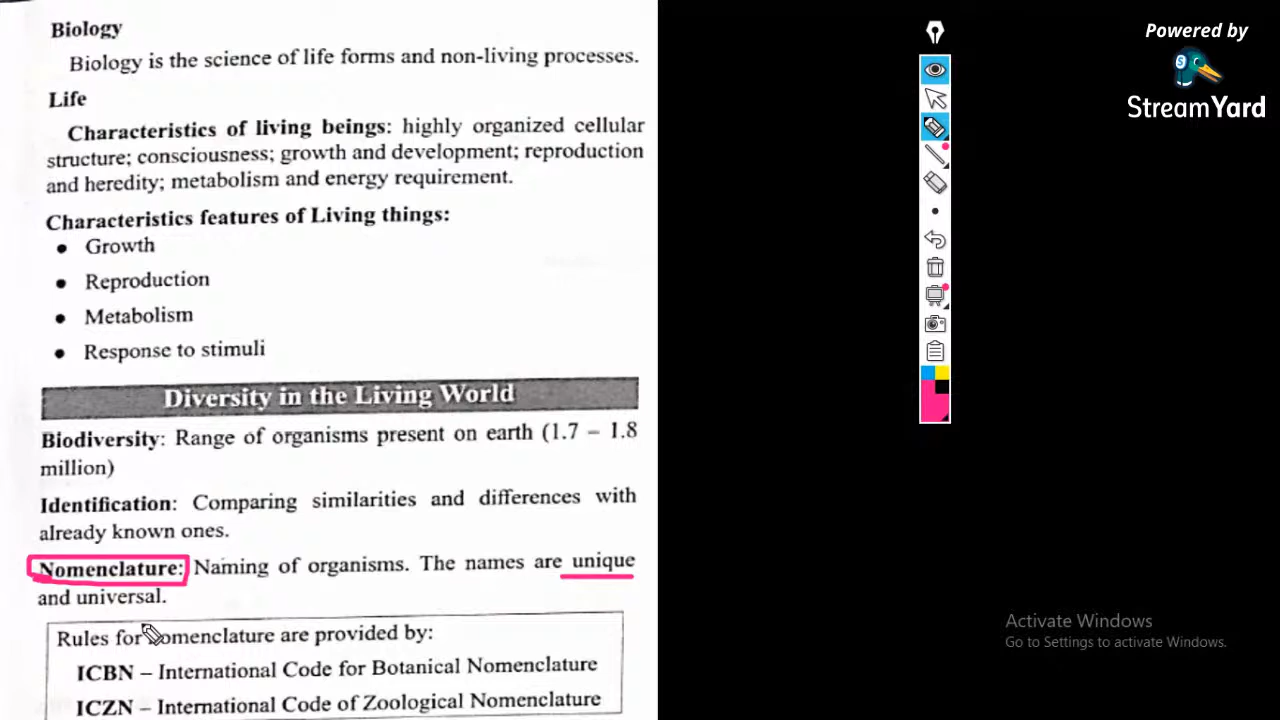 Biology
Biology is the science of life forms and non-living processes.
Life
Characteristics of living beings: highly organized cellular
structure; consciousness; growth and development; reproduction
and heredity; metabolism and energy requirement.
Characteristics features of Living things:
• Growth
• Reproduction
• Metabolism
• Response to stimuli
Diversity in the Living World
Biodiversity: Range of organisms present on earth (1.7 – 1.8
million)
Identification: Comparing similarities and differences with
already known ones.
Nomenclature: Naming of organisms. The names are unique
and universal.
Rules for nomenclature are provided by:
ICBN – International Code for Botanical Nomenclature
ICZN – International Code of Zoological Nomenclature
Powered by
StreamYard
Activate Windows
Go to Settings to activate Windows.